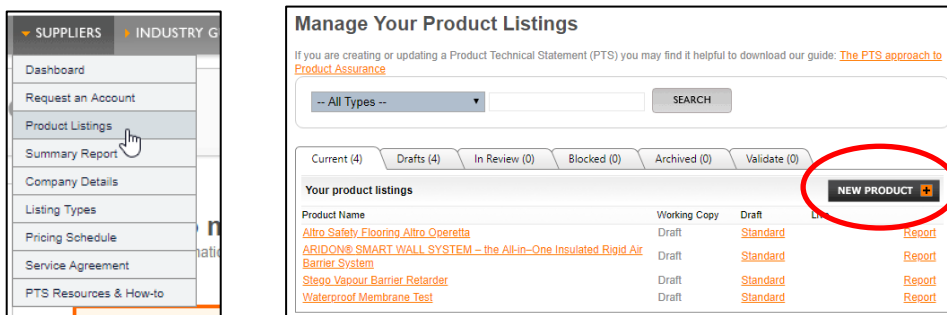 SUPPLIERS
INDUSTRY G
Dashboard
Request an Account
Product Listings
Summary Report
Company Details
Listing Types
Pricing Schedule
Service Agreement
PTS Resources & How-to
Manage Your Product Listings
If you are creating or updating a Product Technical Statement (PTS) you may find it helpful to download our guide: The PTS approach to
Product Assurance
-- All Types --
SEARCH
Current (4) Drafts (4) In Review (0) Blocked (0) Archived (0) Validate (0)
Your product listings NEW PRODUCT
Product Name Working Copy Draft
Altro Safety Flooring Altro Operetta Draft Standard Report
ARIDON® SMART WALL SYSTEM – the All-in–One Insulated Rigid Air
Barrier System Draft Standard Report
Stego Vapour Barrier Retarder Draft Standard Report
Waterproof Membrane Test Draft Standard Report